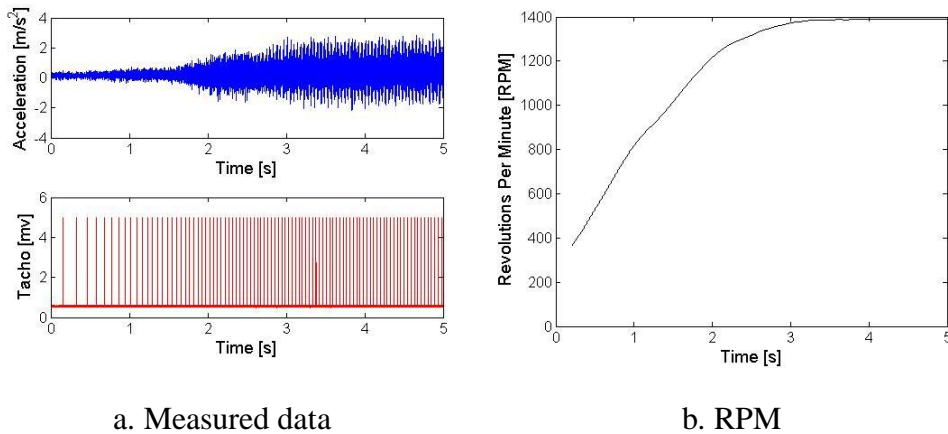 Acceleration [m/s²]
4
2
0
-2
-4
0 1 2 3 4 5
Time [s]
Tacho [mv]
6
4
2
0
0 1 2 3 4 5
Time [s]
a. Measured data
Revolutions Per Minute [RPM]
1400
1200
1000
800
600
400
200
0
0 1 2 3 4 5
Time [s]
b. RPM